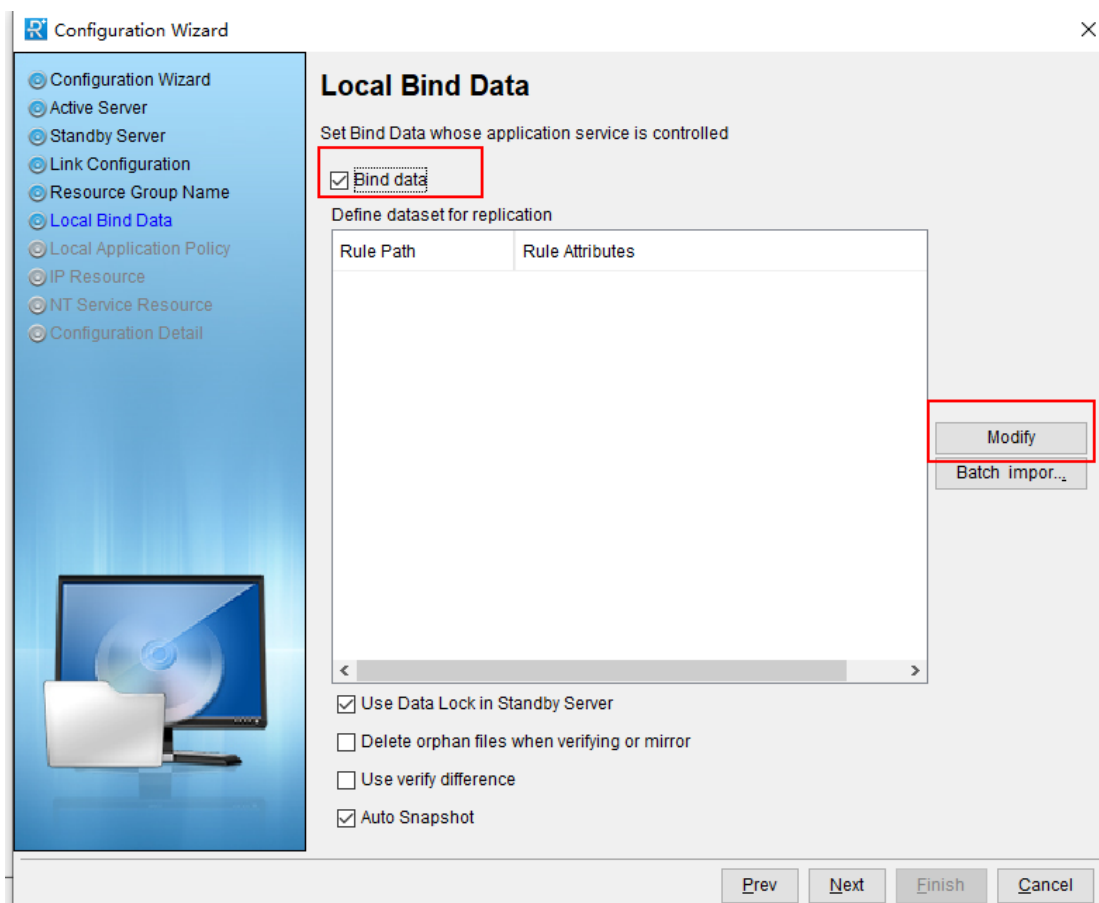 Configuration Wizard
Configuration Wizard
Active Server
Standby Server
Link Configuration
Resource Group Name
Local Bind Data
Local Application Policy
IP Resource
NT Service Resource
Configuration Detail
Local Bind Data
Set Bind Data whose application service is controlled
Bind data
Define dataset for replication
Rule Path Rule Attributes
Modify
Batch impor...
Use Data Lock in Standby Server
Delete orphan files when verifying or mirror
Use verify difference
Auto Snapshot
Prev Next Finish Cancel